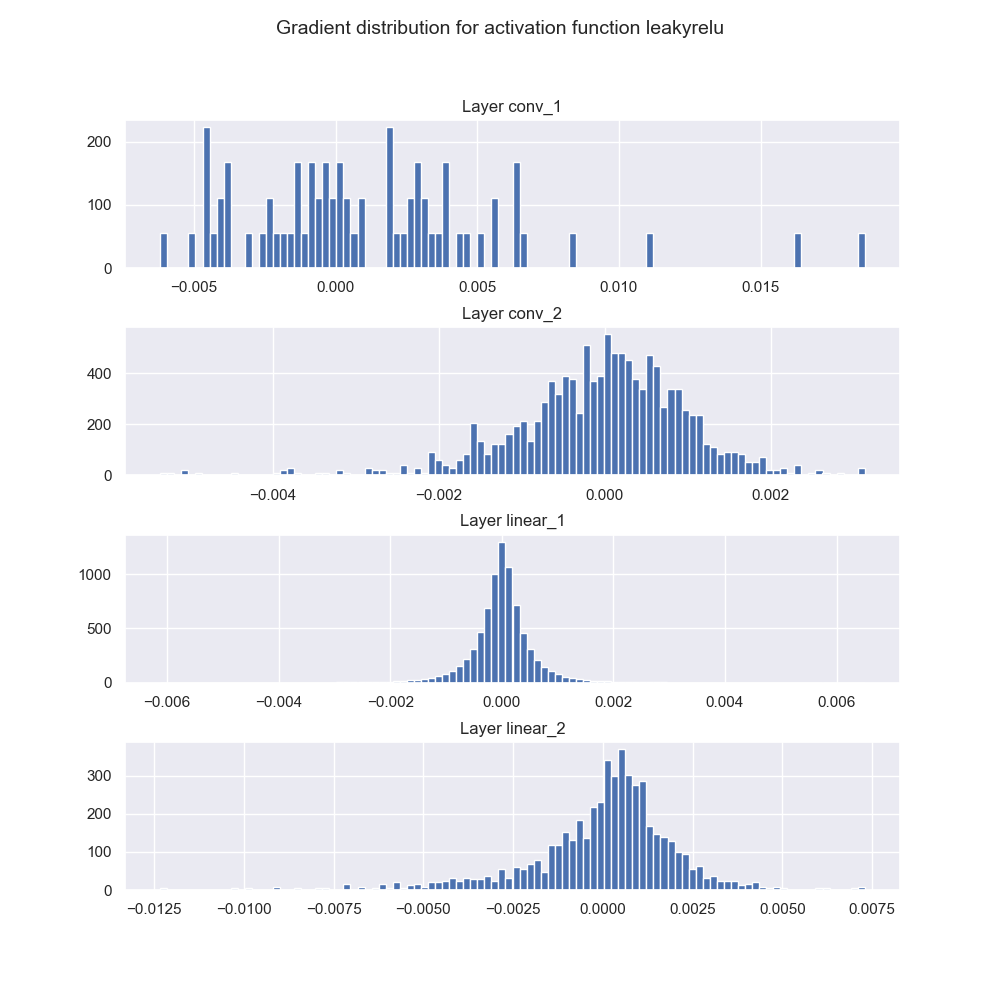 Gradient distribution for activation function leakyrelu
Layer conv_1
200
100
0
−0.005 0.000 0.005 0.010 0.015
Layer conv_2
400
200
0
−0.004 −0.002 0.000 0.002
Layer linear_1
1000
500
0
−0.006 −0.004 −0.002 0.000 0.002 0.004 0.006
Layer linear_2
300
200
100
0
−0.0125 −0.0100 −0.0075 −0.0050 −0.0025 0.0000 0.0025 0.0050 0.0075